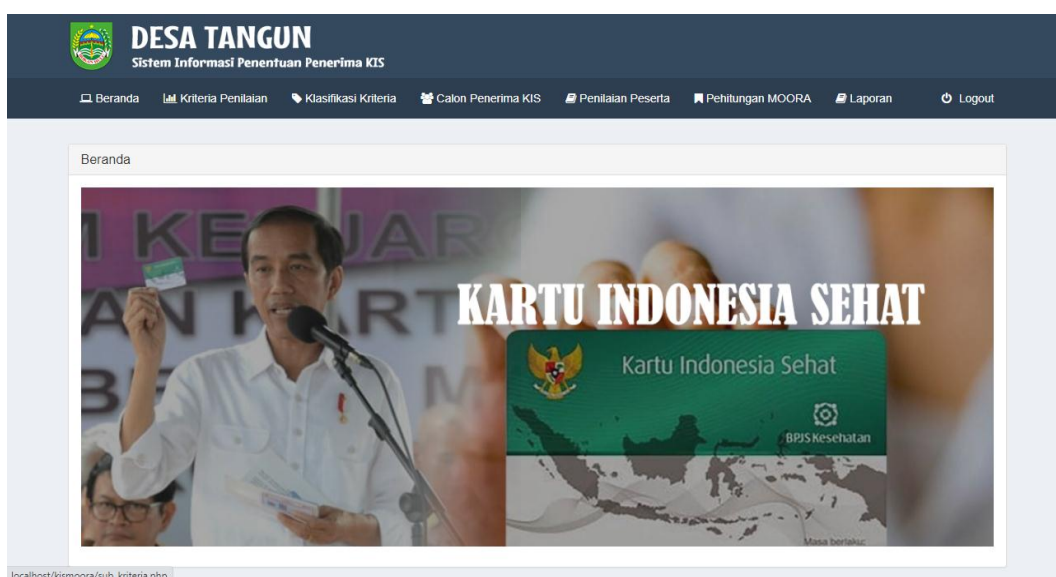 DESA TANGUN
Sistem Informasi Penentuan Penerima KIS
Beranda Kriteria Penilaian Klasifikasi Kriteria Calon Penerima KIS Penilaian Peserta Pehitungan MOORA Laporan Logout
Beranda
KARTU INDONESIA SEHAT
Kartu Indonesia Sehat
BPJS Kesehatan
Masa berlaku:
localhost/kismoora/sub_kriteria.php